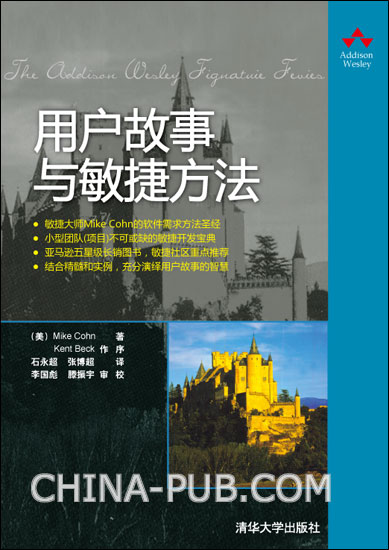 Addison
Wesley
The Addison Wesley Signature Series
用户故事
与敏捷方法
● 敏捷大师Mike Cohn的软件需求方法圣经
● 小型团队(项目)不可或缺的敏捷开发宝典
● 亚马逊五星级长销图书，敏捷社区重点推荐
● 结合精髓和实例，充分演绎用户故事的智慧
（美）Mike Cohn 著
Kent Beck 作 序
石永超 张博超 译
李国彪 滕振宇 审 校
CHINA-PUB.COM
清华大学出版社